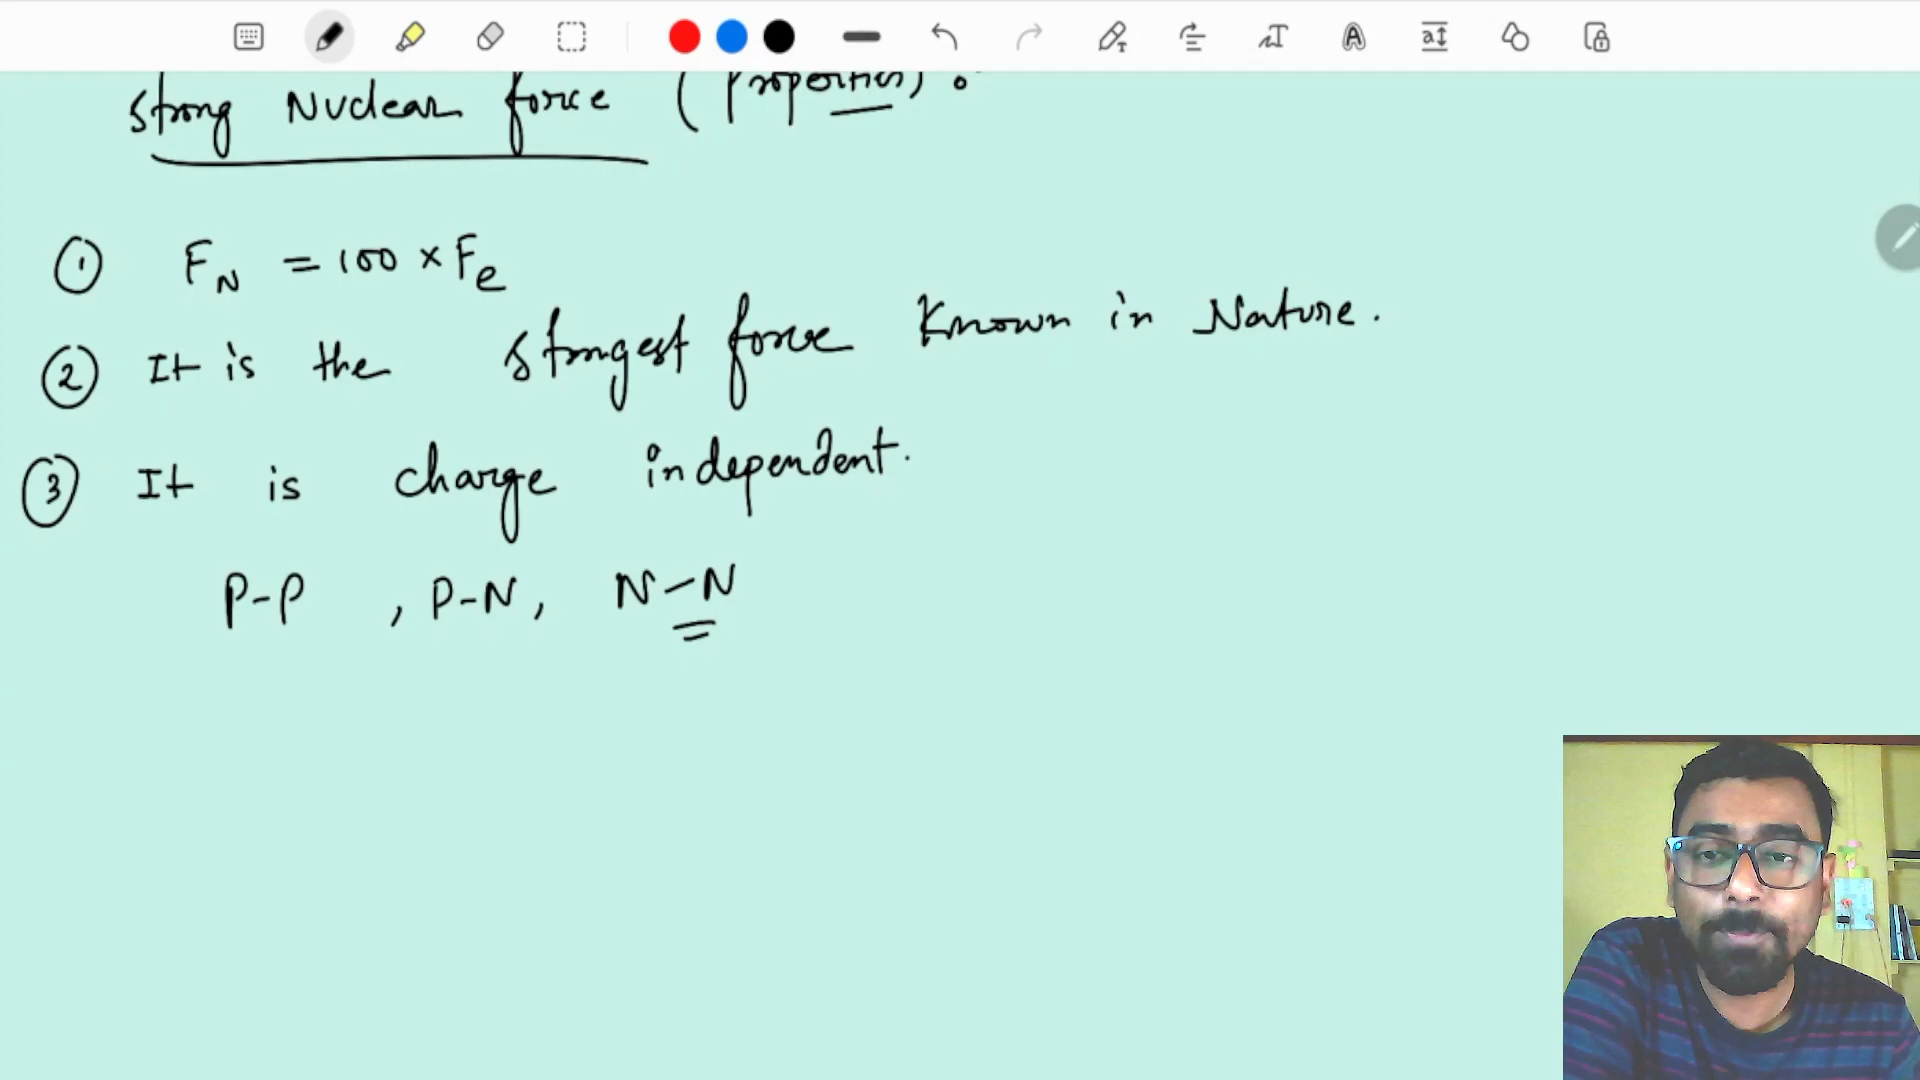 Strong Nuclear force (properties) :
① F_N = 100 × F_e
② It is the strongest force Known in Nature.
③ It is charge independent.
P-P , P-N, N-N